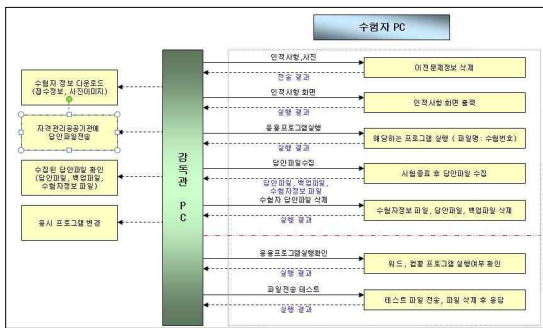 수험자 PC
수험자 정보 다운로드
(접수정보, 사진이미지)
자격관리공공기관에
답안파일전송
수집된 답안파일 확인
(답안파일, 백업파일,
수험자정보 파일)
응시 프로그램 변경
감독관 PC
인적사항,사진
전송 결과
이전문제정보 삭제
인적사항 화면
실행 결과
인적사항 화면 출력
응용프로그램실행
실행 결과
해당하는 프로그램 실행 ( 파일명 : 수험번호)
답안파일수집
답안파일, 백업파일,
수험자정보 파일
시험종료 후 답안파일 수집
수험자 답안파일 삭제
실행 결과
수험자정보 파일, 답안파일, 백업파일 삭제
응용프로그램실행확인
실행 결과
워드, 컴활 프로그램 실행여부 확인
파일전송 테스트
실행 결과
테스트 파일 전송, 파일 삭제 후 응답